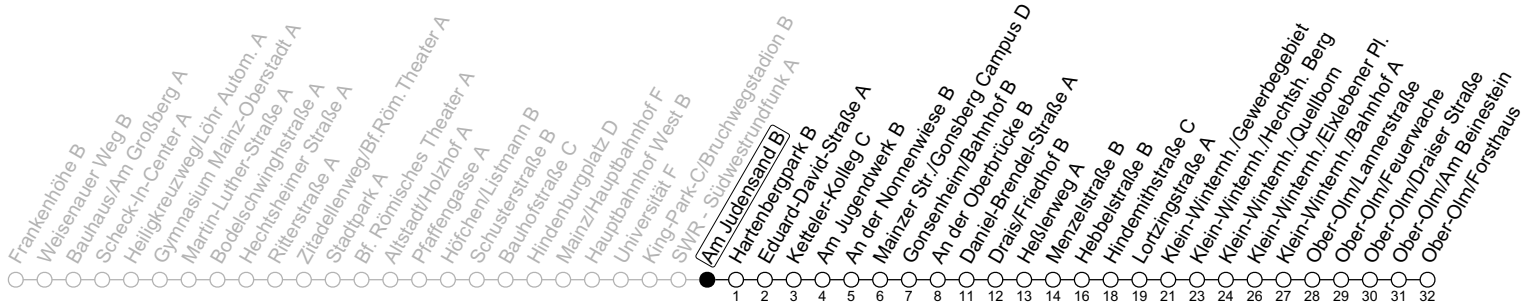 Frankenhöhe B
Weisenauer Weg B
Bauhaus/Am Großberg A
Scheck-In-Center A
Heiligkreuzweg/Löhr Autom. A
Gymnasium Mainz-Oberstadt A
Martin-Luther-Straße A
Bodelschwinghstraße A
Hechtsheimer Straße A
Ritterstraße A
Zitadellenweg/Bf.Röm. Theater A
Stadtpark A
Bf. Römisches Theater A
Altstadt/Holzhof A
Pfaffengasse A
Höfchen/Listmann B
Schusterstraße B
Bauhofstraße C
Hindenburgplatz D
Mainz/Hauptbahnhof F
Hauptbahnhof West B
Universität F
King-Park-C/Bruchwegstadion B
SWR - Südwestrundfunk A
Am Judensand B
Hartenbergpark B
Eduard-David-Straße A
Ketteler-Kolleg C
Am Jugendwerk B
An der Nonnenwiese B
Mainzer Str./Gonsberg Campus D
Gonsenheim/Bahnhof B
An der Oberbrücke B
Daniel-Brendel-Straße A
Drais/Friedhof B
Heßlerweg A
Menzelstraße B
Hebbelstraße B
Hindemithstraße C
Lortzingstraße A
Klein-Winternh./Gewerbegebiet
Klein-Winternh./Hechtsh. Berg
Klein-Winternh./Quellborn
Klein-Winternh./Elxlebener Pl.
Klein-Winternh./Bahnhof A
Ober-Olm/Lannerstraße
Ober-Olm/Feuerwache
Ober-Olm/Draiser Straße
Ober-Olm/Am Beinestein
Ober-Olm/Forsthaus
1 2 3 4 5 6 7 8 11 12 13 14 16 18 19 21 23 24 26 27 28 29 30 31 32